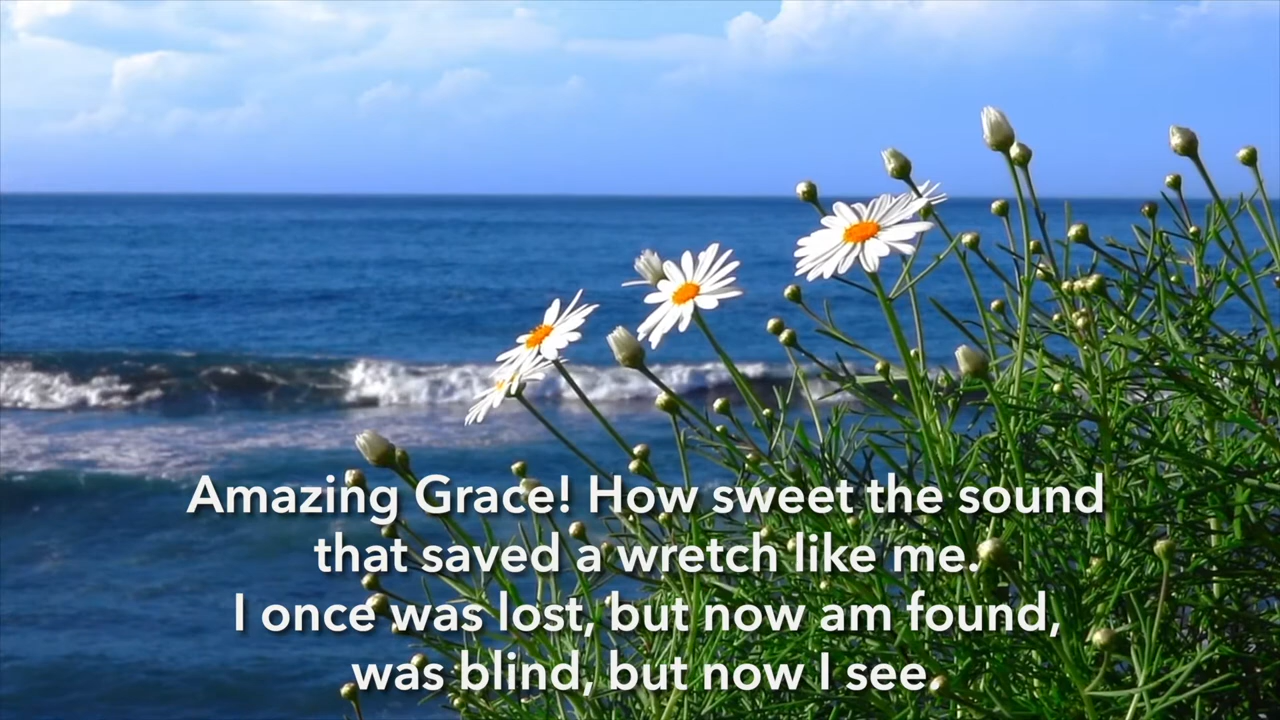 Amazing Grace! How sweet the sound
that saved a wretch like me.
I once was lost, but now am found,
was blind, but now I see.